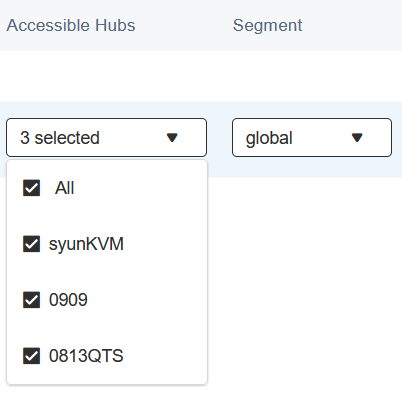 Accessible Hubs Segment
3 selected global
All
syunKVM
0909
0813QTS